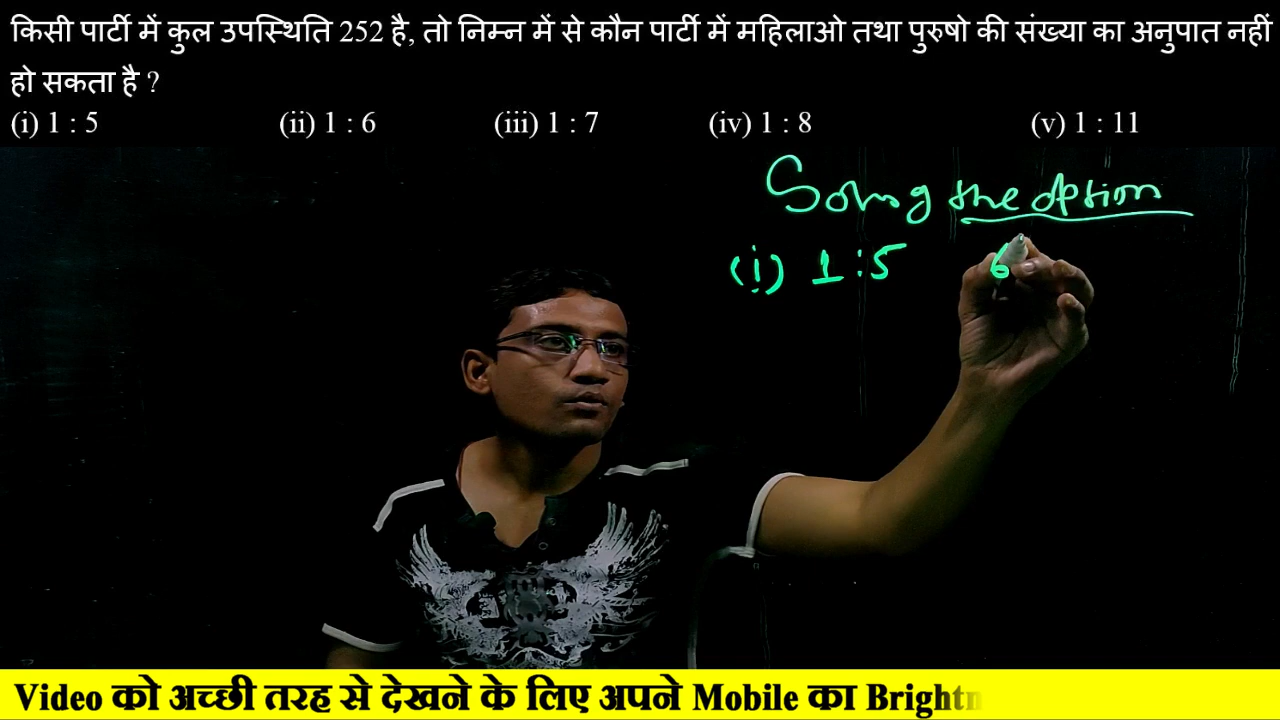 किसी पार्टी में कुल उपस्थिति 252 है, तो निम्न में से कौन पार्टी में महिलाओ तथा पुरुषो की संख्या का अनुपात नहीं
हो सकता है ?
(i) 1 : 5 (ii) 1 : 6 (iii) 1 : 7 (iv) 1 : 8 (v) 1 : 11
Solving the option
(i) 1:5 6
Video को अच्छी तरह से देखने के लिए अपने Mobile का